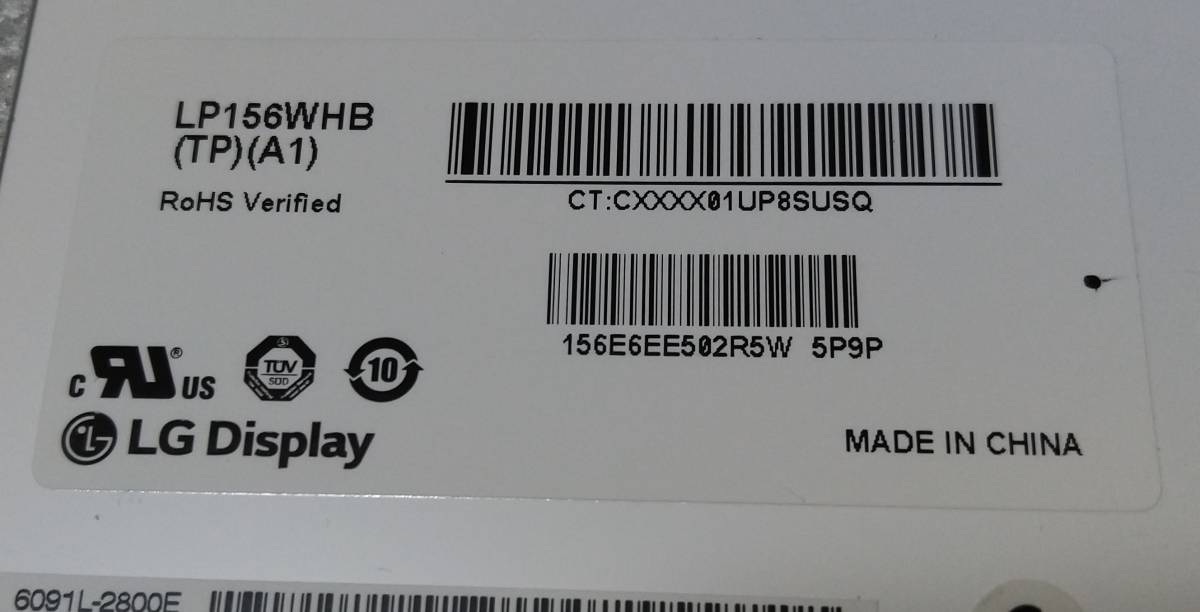 LP156WHB
(TP)(A1)
RoHS Verified
CT:CXXXX01UP8SUSQ
156E6EE502R5W 5P9P
c RU® US
TÜV
SÜD
10
LG Display
MADE IN CHINA
6091L-2800E